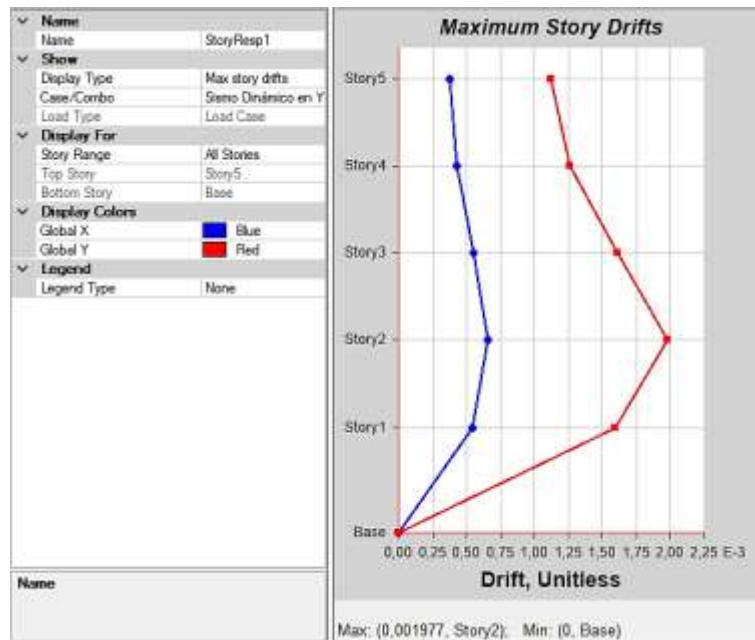 Name
Name StoryResp1
Show
Display Type Max story drifts
Case/Combo Sismo Dinámico en Y
Load Type Load Case
Display For
Story Range All Stories
Top Story Story5
Bottom Story Base
Display Colors
Global X Blue
Global Y Red
Legend
Legend Type None
Name
Maximum Story Drifts
Story5
Story4
Story3
Story2
Story1
Base
0,00 0,25 0,50 0,75 1,00 1,25 1,50 1,75 2,00 2,25 E-3
Drift, Unitless
Max: (0,001977, Story2); Min: (0, Base)